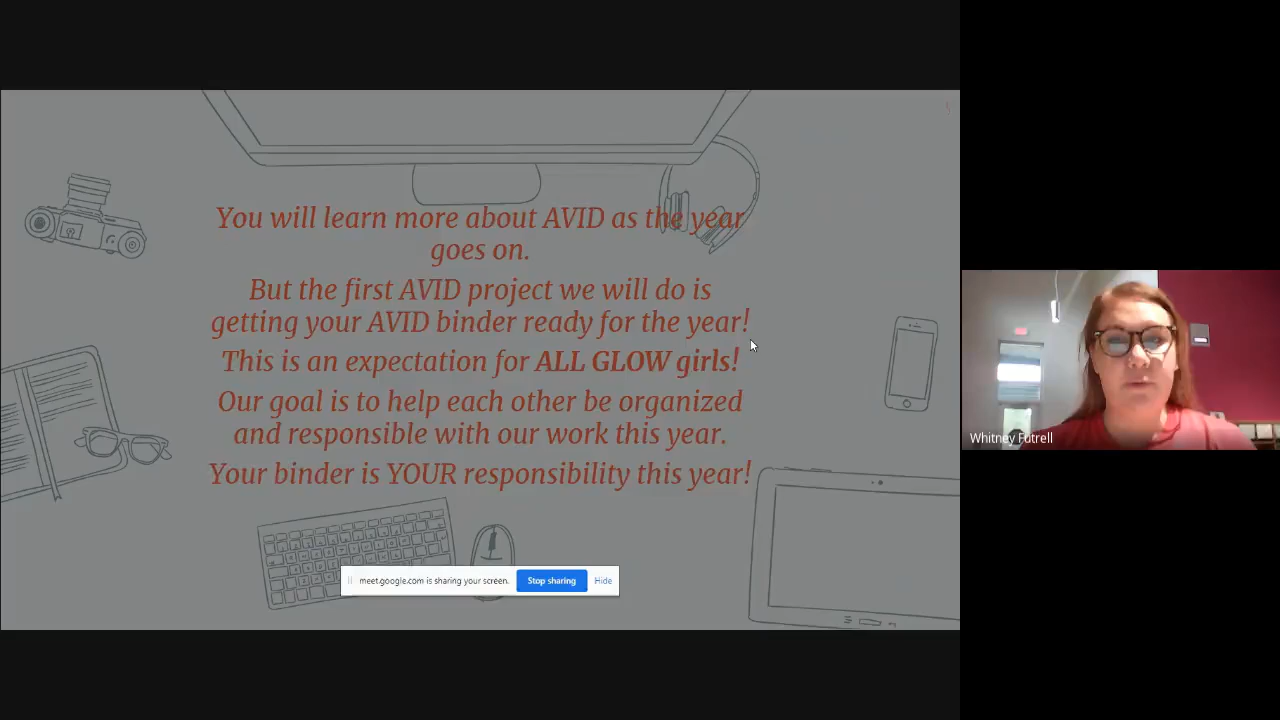 You will learn more about AVID as the year
goes on.
But the first AVID project we will do is
getting your AVID binder ready for the year!
This is an expectation for ALL GLOW girls!
Our goal is to help each other be organized
and responsible with our work this year.
Your binder is YOUR responsibility this year!
meet.google.com is sharing your screen. Stop sharing Hide
Whitney Futrell